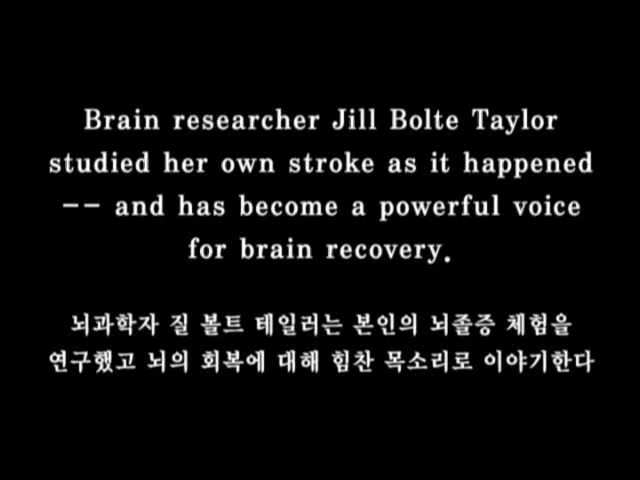 Brain researcher Jill Bolte Taylor
studied her own stroke as it happened
-- and has become a powerful voice
for brain recovery.
뇌과학자 질 볼트 테일러는 본인의 뇌졸증 체험을
연구했고 뇌의 회복에 대해 힘찬 목소리로 이야기한다